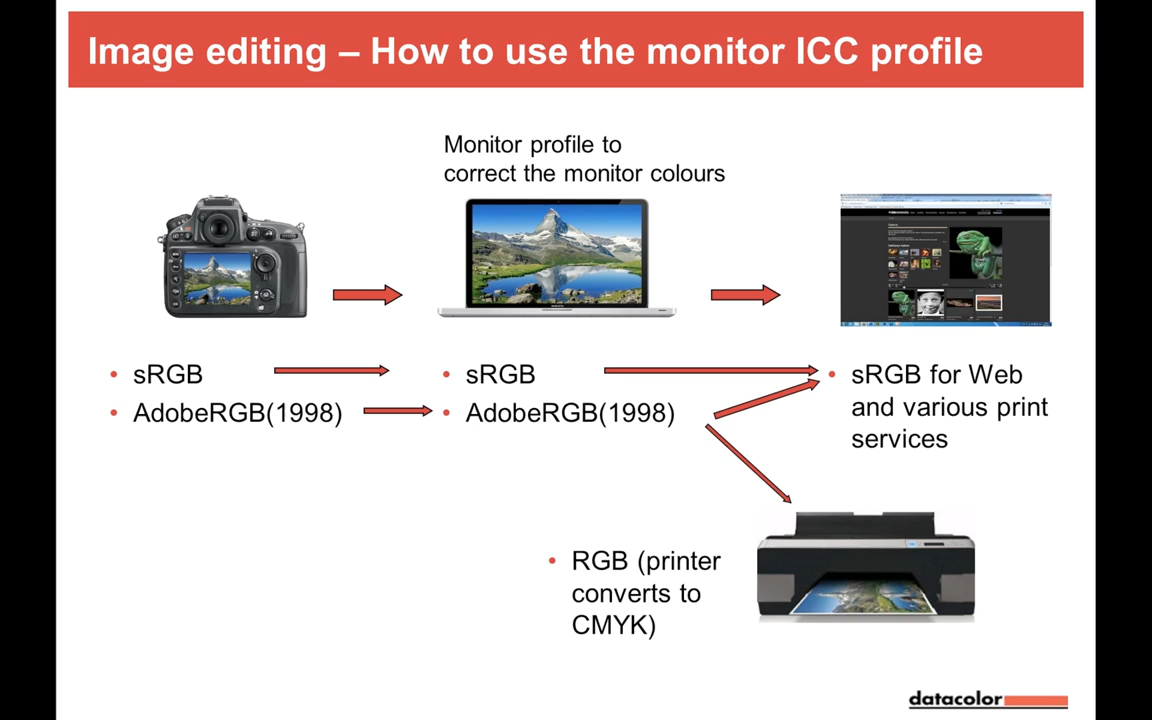 Image editing – How to use the monitor ICC profile
Monitor profile to
correct the monitor colours
• sRGB
• AdobeRGB(1998)
• sRGB
• AdobeRGB(1998)
• sRGB for Web
and various print
services
• RGB (printer
converts to
CMYK)
datacolor